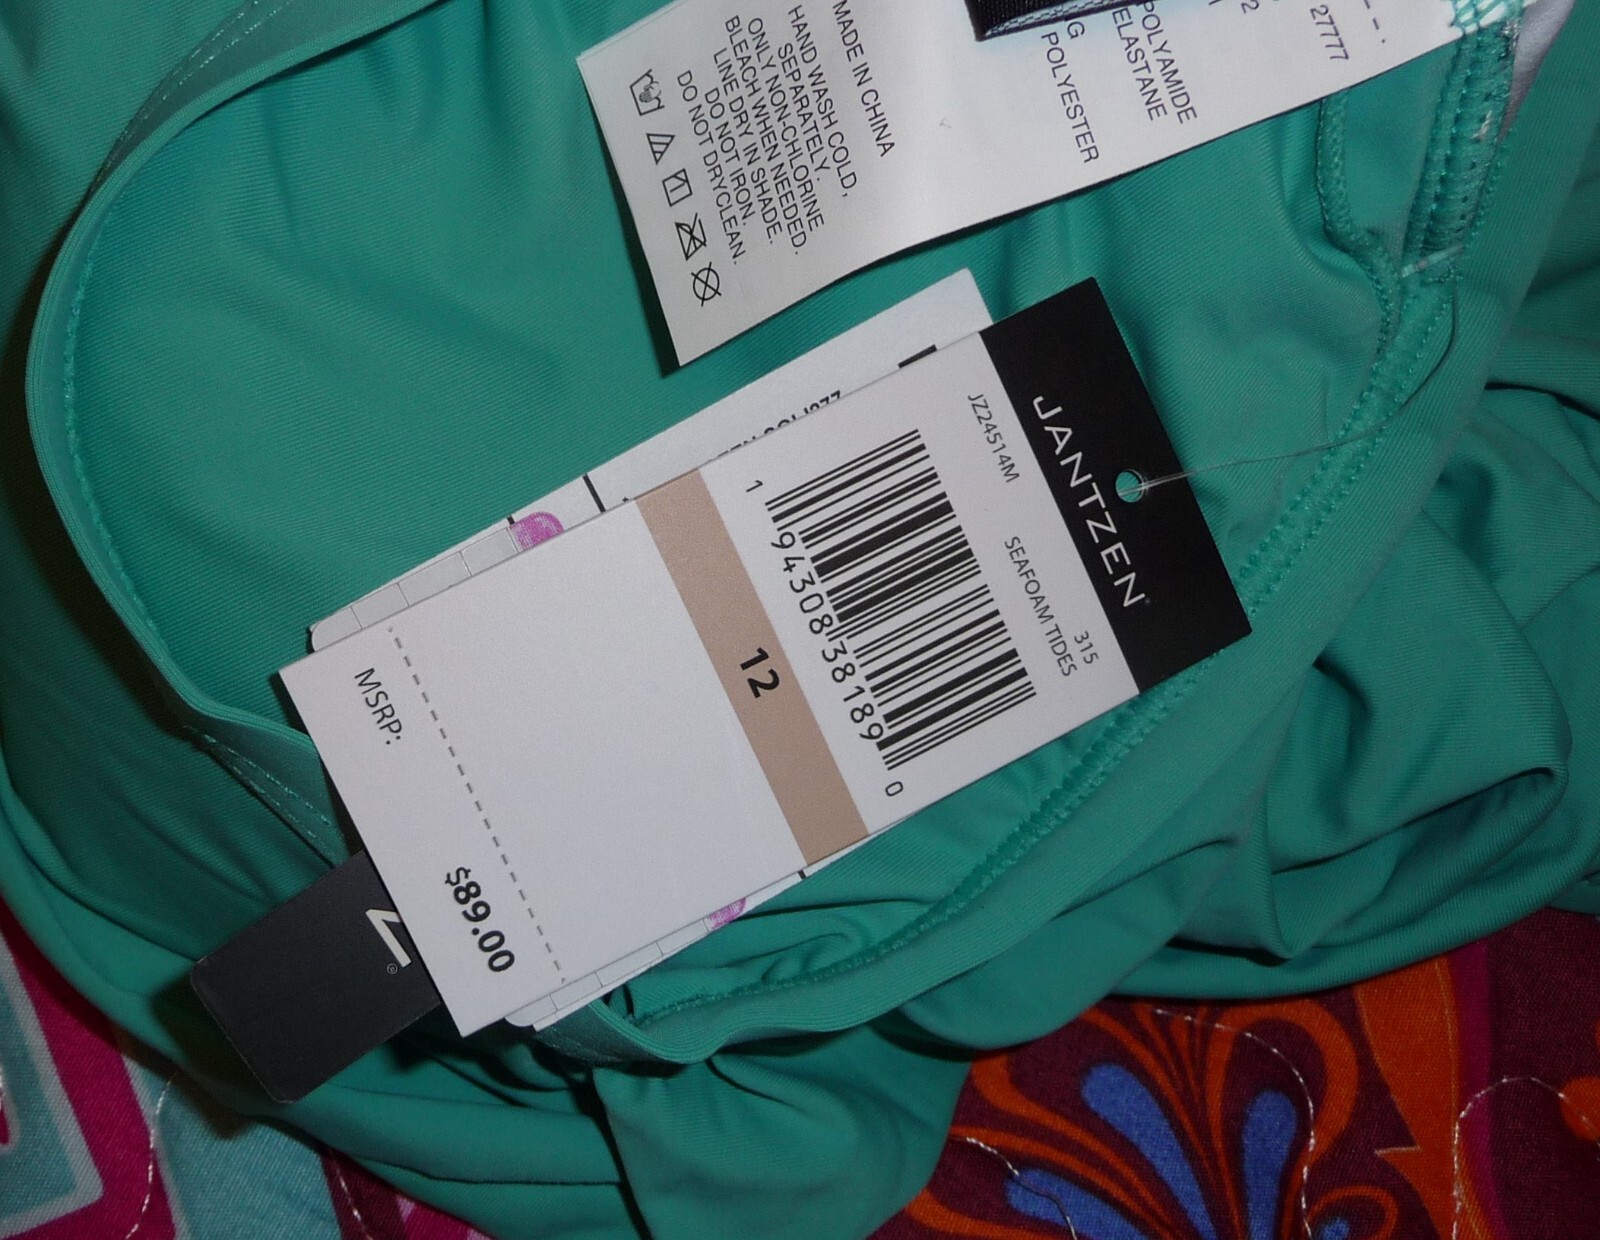 JANTZEN
JZ24514M
315
SEAFOAM TIDES
1 94308 38189 0
12
MSRP:
$89.00
Z
MADE IN CHINA
HAND WASH COLD,
SEPARATELY.
ONLY NON-CHLORINE
BLEACH WHEN NEEDED.
LINE DRY IN SHADE.
DO NOT IRON.
DO NOT DRYCLEAN.
27777
2
POLYAMIDE
ELASTANE
G
POLYESTER